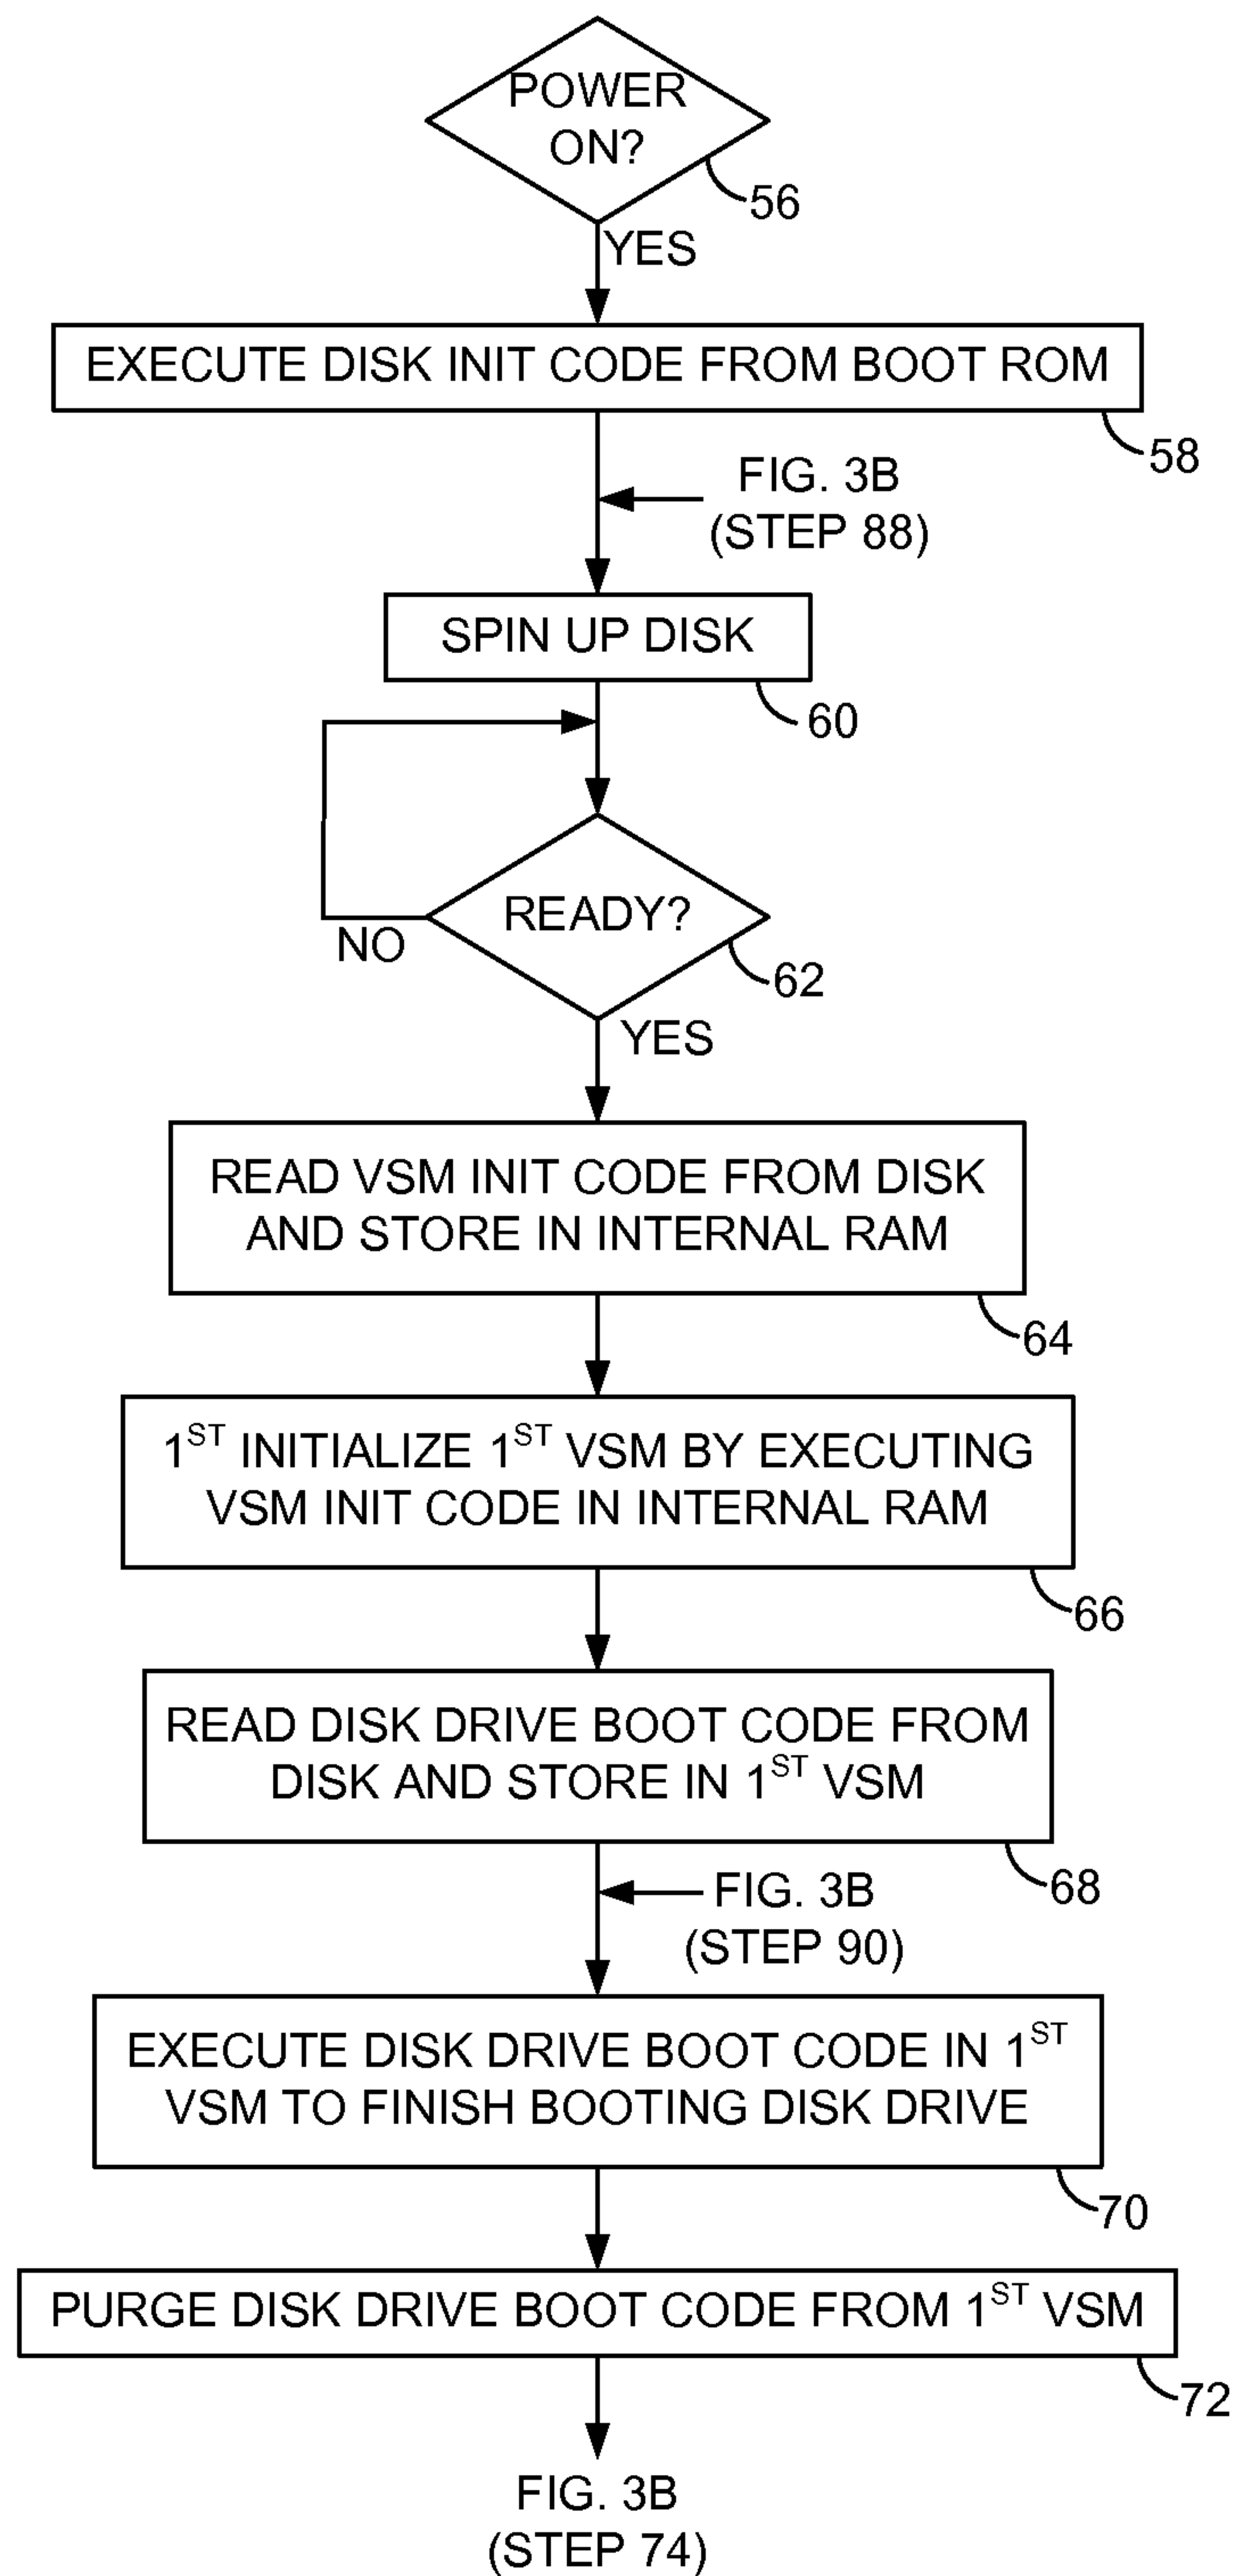 POWER
ON?
56
YES
EXECUTE DISK INIT CODE FROM BOOT ROM
58
FIG. 3B
(STEP 88)
SPIN UP DISK
60
READY?
NO
62
YES
READ VSM INIT CODE FROM DISK
AND STORE IN INTERNAL RAM
64
1ST INITIALIZE 1ST VSM BY EXECUTING
VSM INIT CODE IN INTERNAL RAM
66
READ DISK DRIVE BOOT CODE FROM
DISK AND STORE IN 1ST VSM
68
FIG. 3B
(STEP 90)
EXECUTE DISK DRIVE BOOT CODE IN 1ST
VSM TO FINISH BOOTING DISK DRIVE
70
PURGE DISK DRIVE BOOT CODE FROM 1ST VSM
72
FIG. 3B
(STEP 74)